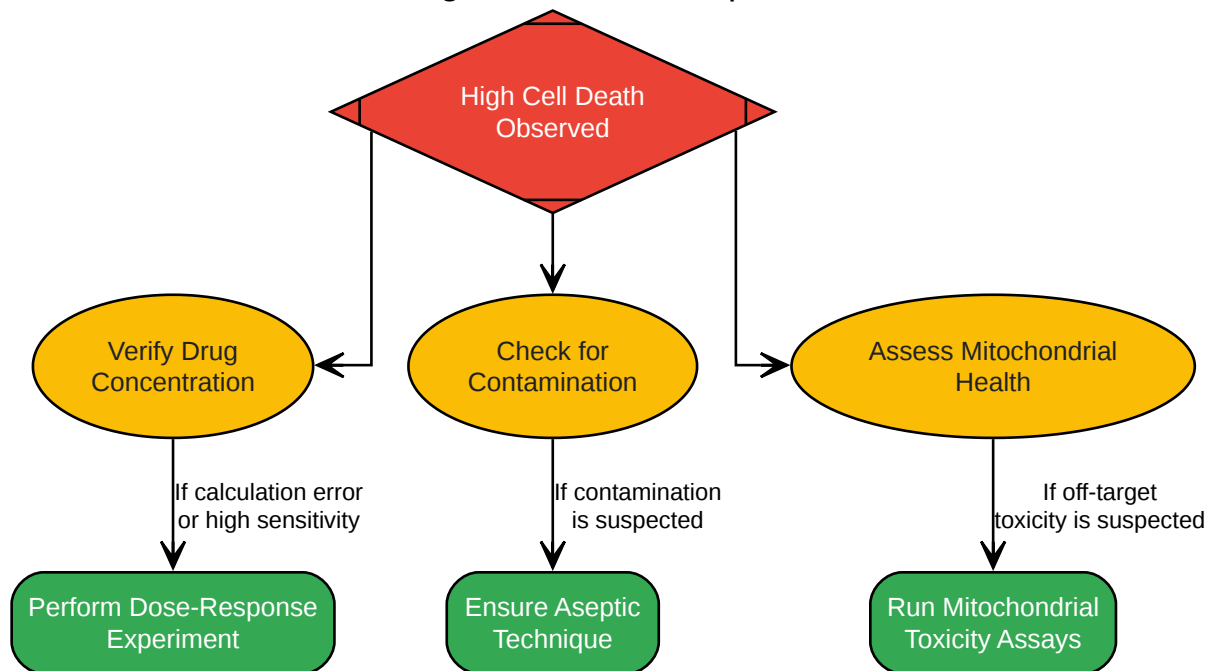 High Cell Death
Observed
Verify Drug
Concentration
Check for
Contamination
Assess Mitochondrial
Health
If calculation error
or high sensitivity
If contamination
is suspected
If off-target
toxicity is suspected
Perform Dose-Response
Experiment
Ensure Aseptic
Technique
Run Mitochondrial
Toxicity Assays